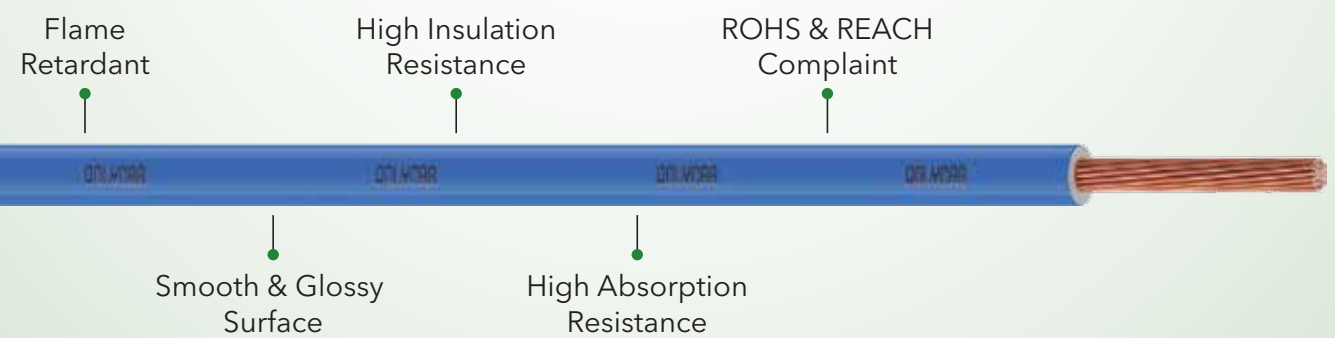 Flame
Retardant
High Insulation
Resistance
ROHS & REACH
Complaint
Smooth & Glossy
Surface
High Absorption
Resistance